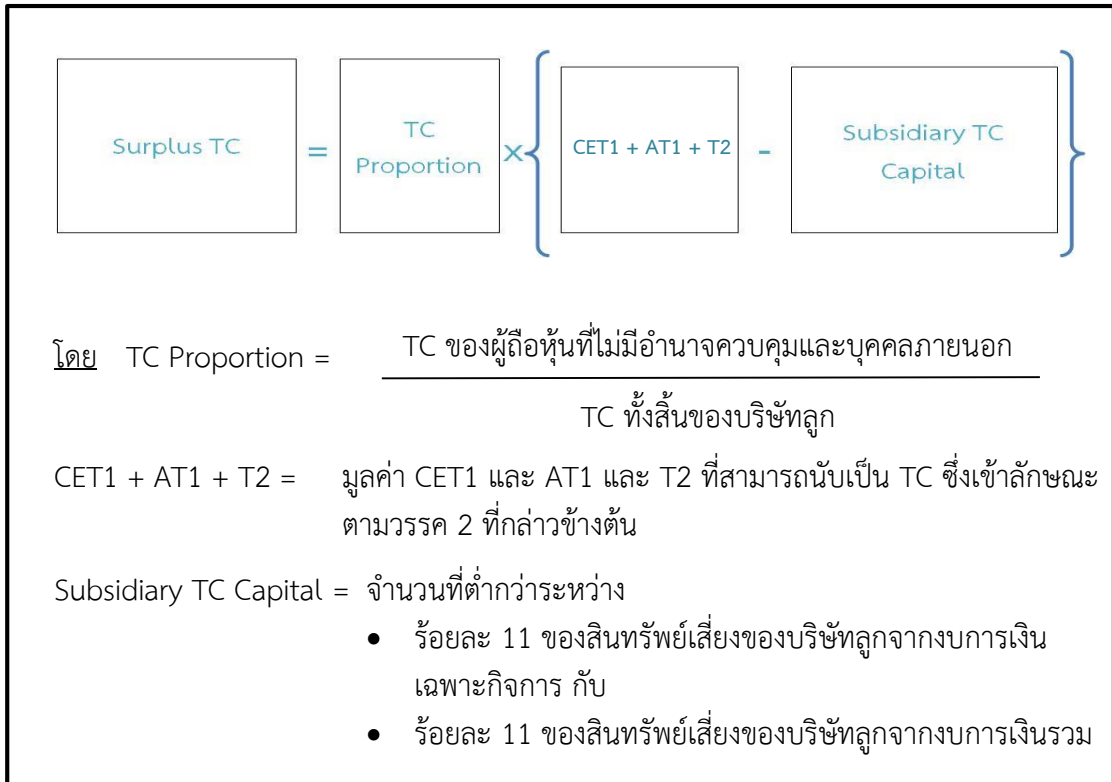 Surplus TC = TC Proportion × { CET1 + AT1 + T2 - Subsidiary TC Capital }
โดย TC Proportion = TC ของผู้ถือหุ้นที่ไม่มีอำนาจควบคุมและบุคคลภายนอก
TC ทั้งสิ้นของบริษัทลูก
CET1 + AT1 + T2 = มูลค่า CET1 และ AT1 และ T2 ที่สามารถนับเป็น TC ซึ่งเข้าลักษณะ
ตามวรรค 2 ที่กล่าวข้างต้น
Subsidiary TC Capital = จำนวนที่ต่ำกว่าระหว่าง
• ร้อยละ 11 ของสินทรัพย์เสี่ยงของบริษัทลูกจากงบการเงิน
เฉพาะกิจการ กับ
• ร้อยละ 11 ของสินทรัพย์เสี่ยงของบริษัทลูกจากงบการเงินรวม